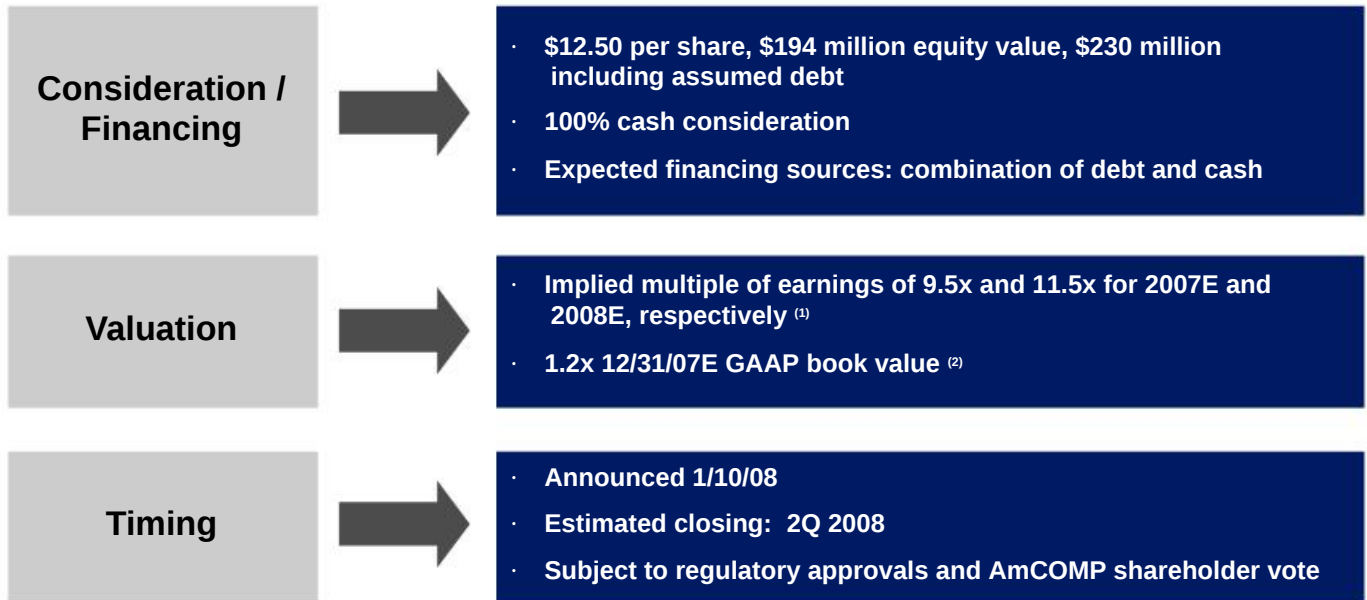 Consideration /
Financing
· $12.50 per share, $194 million equity value, $230 million
including assumed debt
· 100% cash consideration
· Expected financing sources: combination of debt and cash
Valuation
· Implied multiple of earnings of 9.5x and 11.5x for 2007E and
2008E, respectively (1)
· 1.2x 12/31/07E GAAP book value (2)
Timing
· Announced 1/10/08
· Estimated closing:  2Q 2008
· Subject to regulatory approvals and AmCOMP shareholder vote